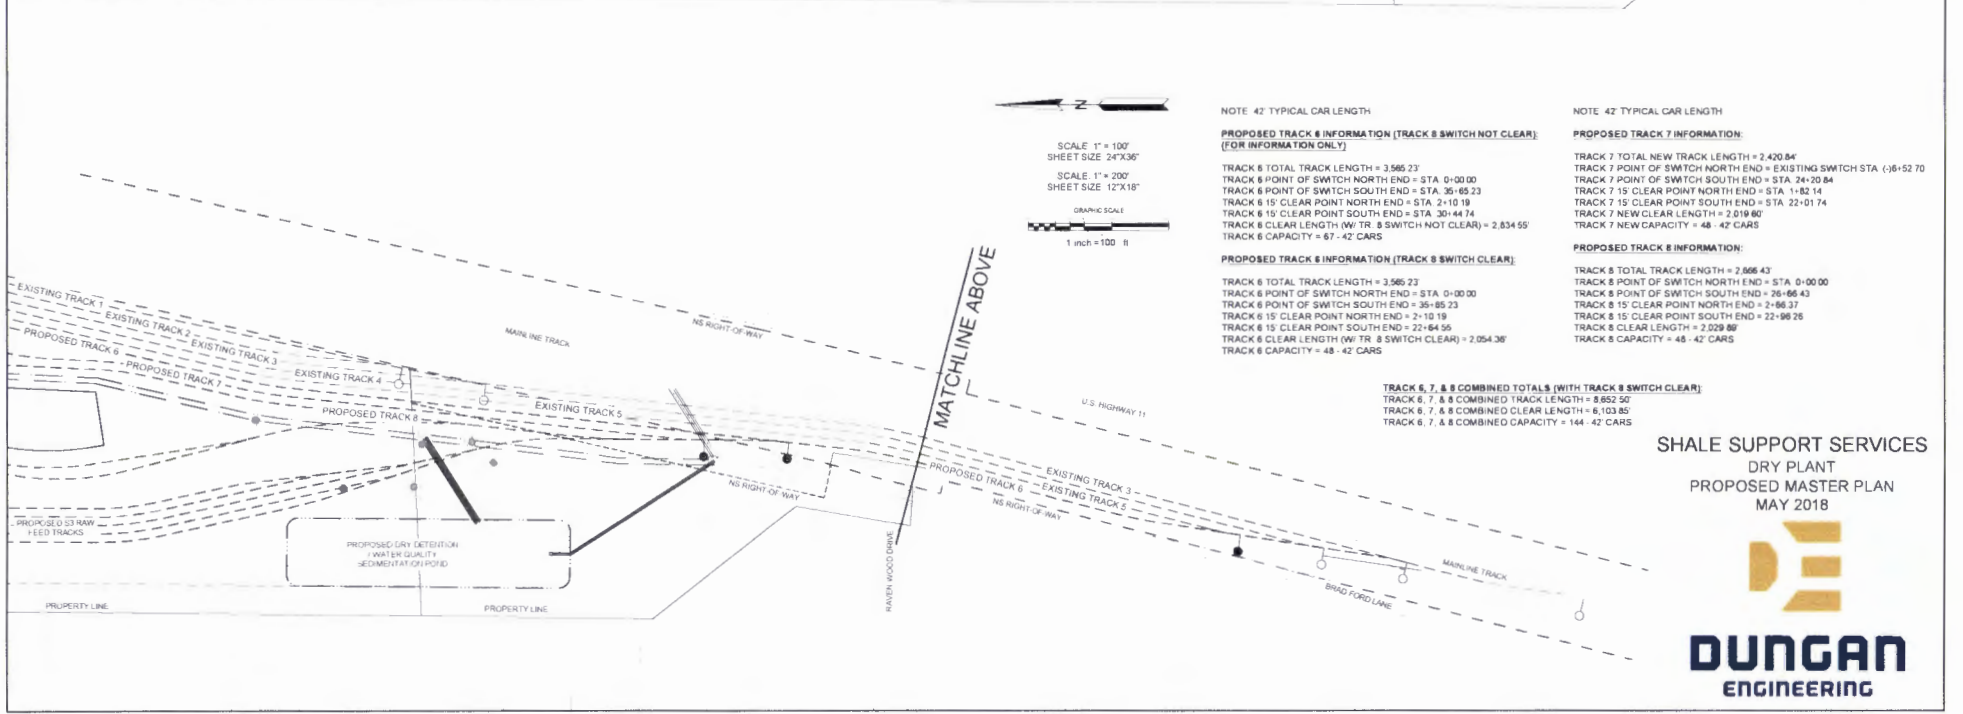 NOTE 42' TYPICAL CAR LENGTH
PROPOSED TRACK 6 INFORMATION (TRACK 8 SWITCH NOT CLEAR):
(FOR INFORMATION ONLY)
TRACK 6 TOTAL TRACK LENGTH = 3,565.23'
TRACK 6 POINT OF SWITCH NORTH END = STA. 0+00.00
TRACK 6 POINT OF SWITCH SOUTH END = STA. 35+65.23
TRACK 6 15' CLEAR POINT NORTH END = STA. 2+10.19
TRACK 6 15' CLEAR POINT SOUTH END = STA. 30+44.74
TRACK 6 CLEAR LENGTH (W/ TR. 8 SWITCH NOT CLEAR) = 2,834.55'
TRACK 6 CAPACITY = 67 - 42' CARS
PROPOSED TRACK 6 INFORMATION (TRACK 8 SWITCH CLEAR):
TRACK 6 TOTAL TRACK LENGTH = 3,565.23'
TRACK 6 POINT OF SWITCH NORTH END = STA. 0+00.00
TRACK 6 POINT OF SWITCH SOUTH END = 35+65.23
TRACK 6 15' CLEAR POINT NORTH END = 2+10.19
TRACK 6 15' CLEAR POINT SOUTH END = 22+64.55
TRACK 6 CLEAR LENGTH (W/ TR. 8 SWITCH CLEAR) = 2,054.36'
TRACK 6 CAPACITY = 48 - 42' CARS
NOTE 42' TYPICAL CAR LENGTH
PROPOSED TRACK 7 INFORMATION:
TRACK 7 TOTAL NEW TRACK LENGTH = 2,420.84'
TRACK 7 POINT OF SWITCH NORTH END = EXISTING SWITCH STA. (-)6+52.70
TRACK 7 POINT OF SWITCH SOUTH END = STA. 24+20.84
TRACK 7 15' CLEAR POINT NORTH END = STA. 1+82.14
TRACK 7 15' CLEAR POINT SOUTH END = STA. 22+01.74
TRACK 7 NEW CLEAR LENGTH = 2,019.60'
TRACK 7 NEW CAPACITY = 48 - 42' CARS
PROPOSED TRACK 8 INFORMATION:
TRACK 8 TOTAL TRACK LENGTH = 2,666.43'
TRACK 8 POINT OF SWITCH NORTH END = STA. 0+00.00
TRACK 8 POINT OF SWITCH SOUTH END = 26+66.43
TRACK 8 15' CLEAR POINT NORTH END = 2+66.37
TRACK 8 15' CLEAR POINT SOUTH END = 22+96.26
TRACK 8 CLEAR LENGTH = 2,029.89'
TRACK 8 CAPACITY = 48 - 42' CARS
TRACK 6, 7, & 8 COMBINED TOTALS (WITH TRACK 8 SWITCH CLEAR):
TRACK 6, 7, & 8 COMBINED TRACK LENGTH = 8,652.50'
TRACK 6, 7, & 8 COMBINED CLEAR LENGTH = 6,103.85'
TRACK 6, 7, & 8 COMBINED CAPACITY = 144 - 42' CARS
Z
SCALE: 1" = 100'
SHEET SIZE 24"X36"
SCALE: 1" = 200'
SHEET SIZE 12"X18"
GRAPHIC SCALE
1 inch = 100 ft
EXISTING TRACK 1
EXISTING TRACK 2
EXISTING TRACK 3
EXISTING TRACK 4
EXISTING TRACK 5
PROPOSED TRACK 6
PROPOSED TRACK 7
PROPOSED TRACK 8
MAINLINE TRACK
NS RIGHT-OF-WAY
NS RIGHT-OF-WAY
MATCHLINE ABOVE
U.S. HIGHWAY 11
PROPOSED TRACK 6
EXISTING TRACK 3
EXISTING TRACK 5
NS RIGHT-OF-WAY
MAINLINE TRACK
BRAD FORD LANE
RAVEN WOOD DRIVE
PROPOSED S3 RAW
FEED TRACKS
PROPOSED DRY DETENTION
/ WATER QUALITY
SEDIMENTATION POND
PROPERTY LINE
PROPERTY LINE
SHALE SUPPORT SERVICES
DRY PLANT
PROPOSED MASTER PLAN
MAY 2018
DE
DUNGAN
ENGINEERING